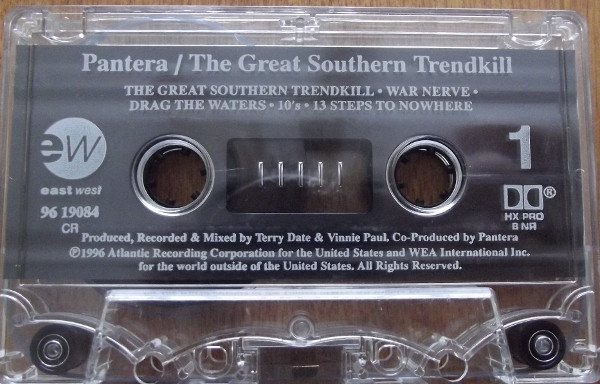 Pantera / The Great Southern Trendkill
THE GREAT SOUTHERN TRENDKILL • WAR NERVE •
DRAG THE WATERS • 10's • 13 STEPS TO NOWHERE
ew
east west
96 19084
CR
1
®
HX PRO
B NR
Produced, Recorded & Mixed by Terry Date & Vinnie Paul. Co-Produced by Pantera
℗1996 Atlantic Recording Corporation for the United States and WEA International Inc.
for the world outside of the United States. All Rights Reserved.